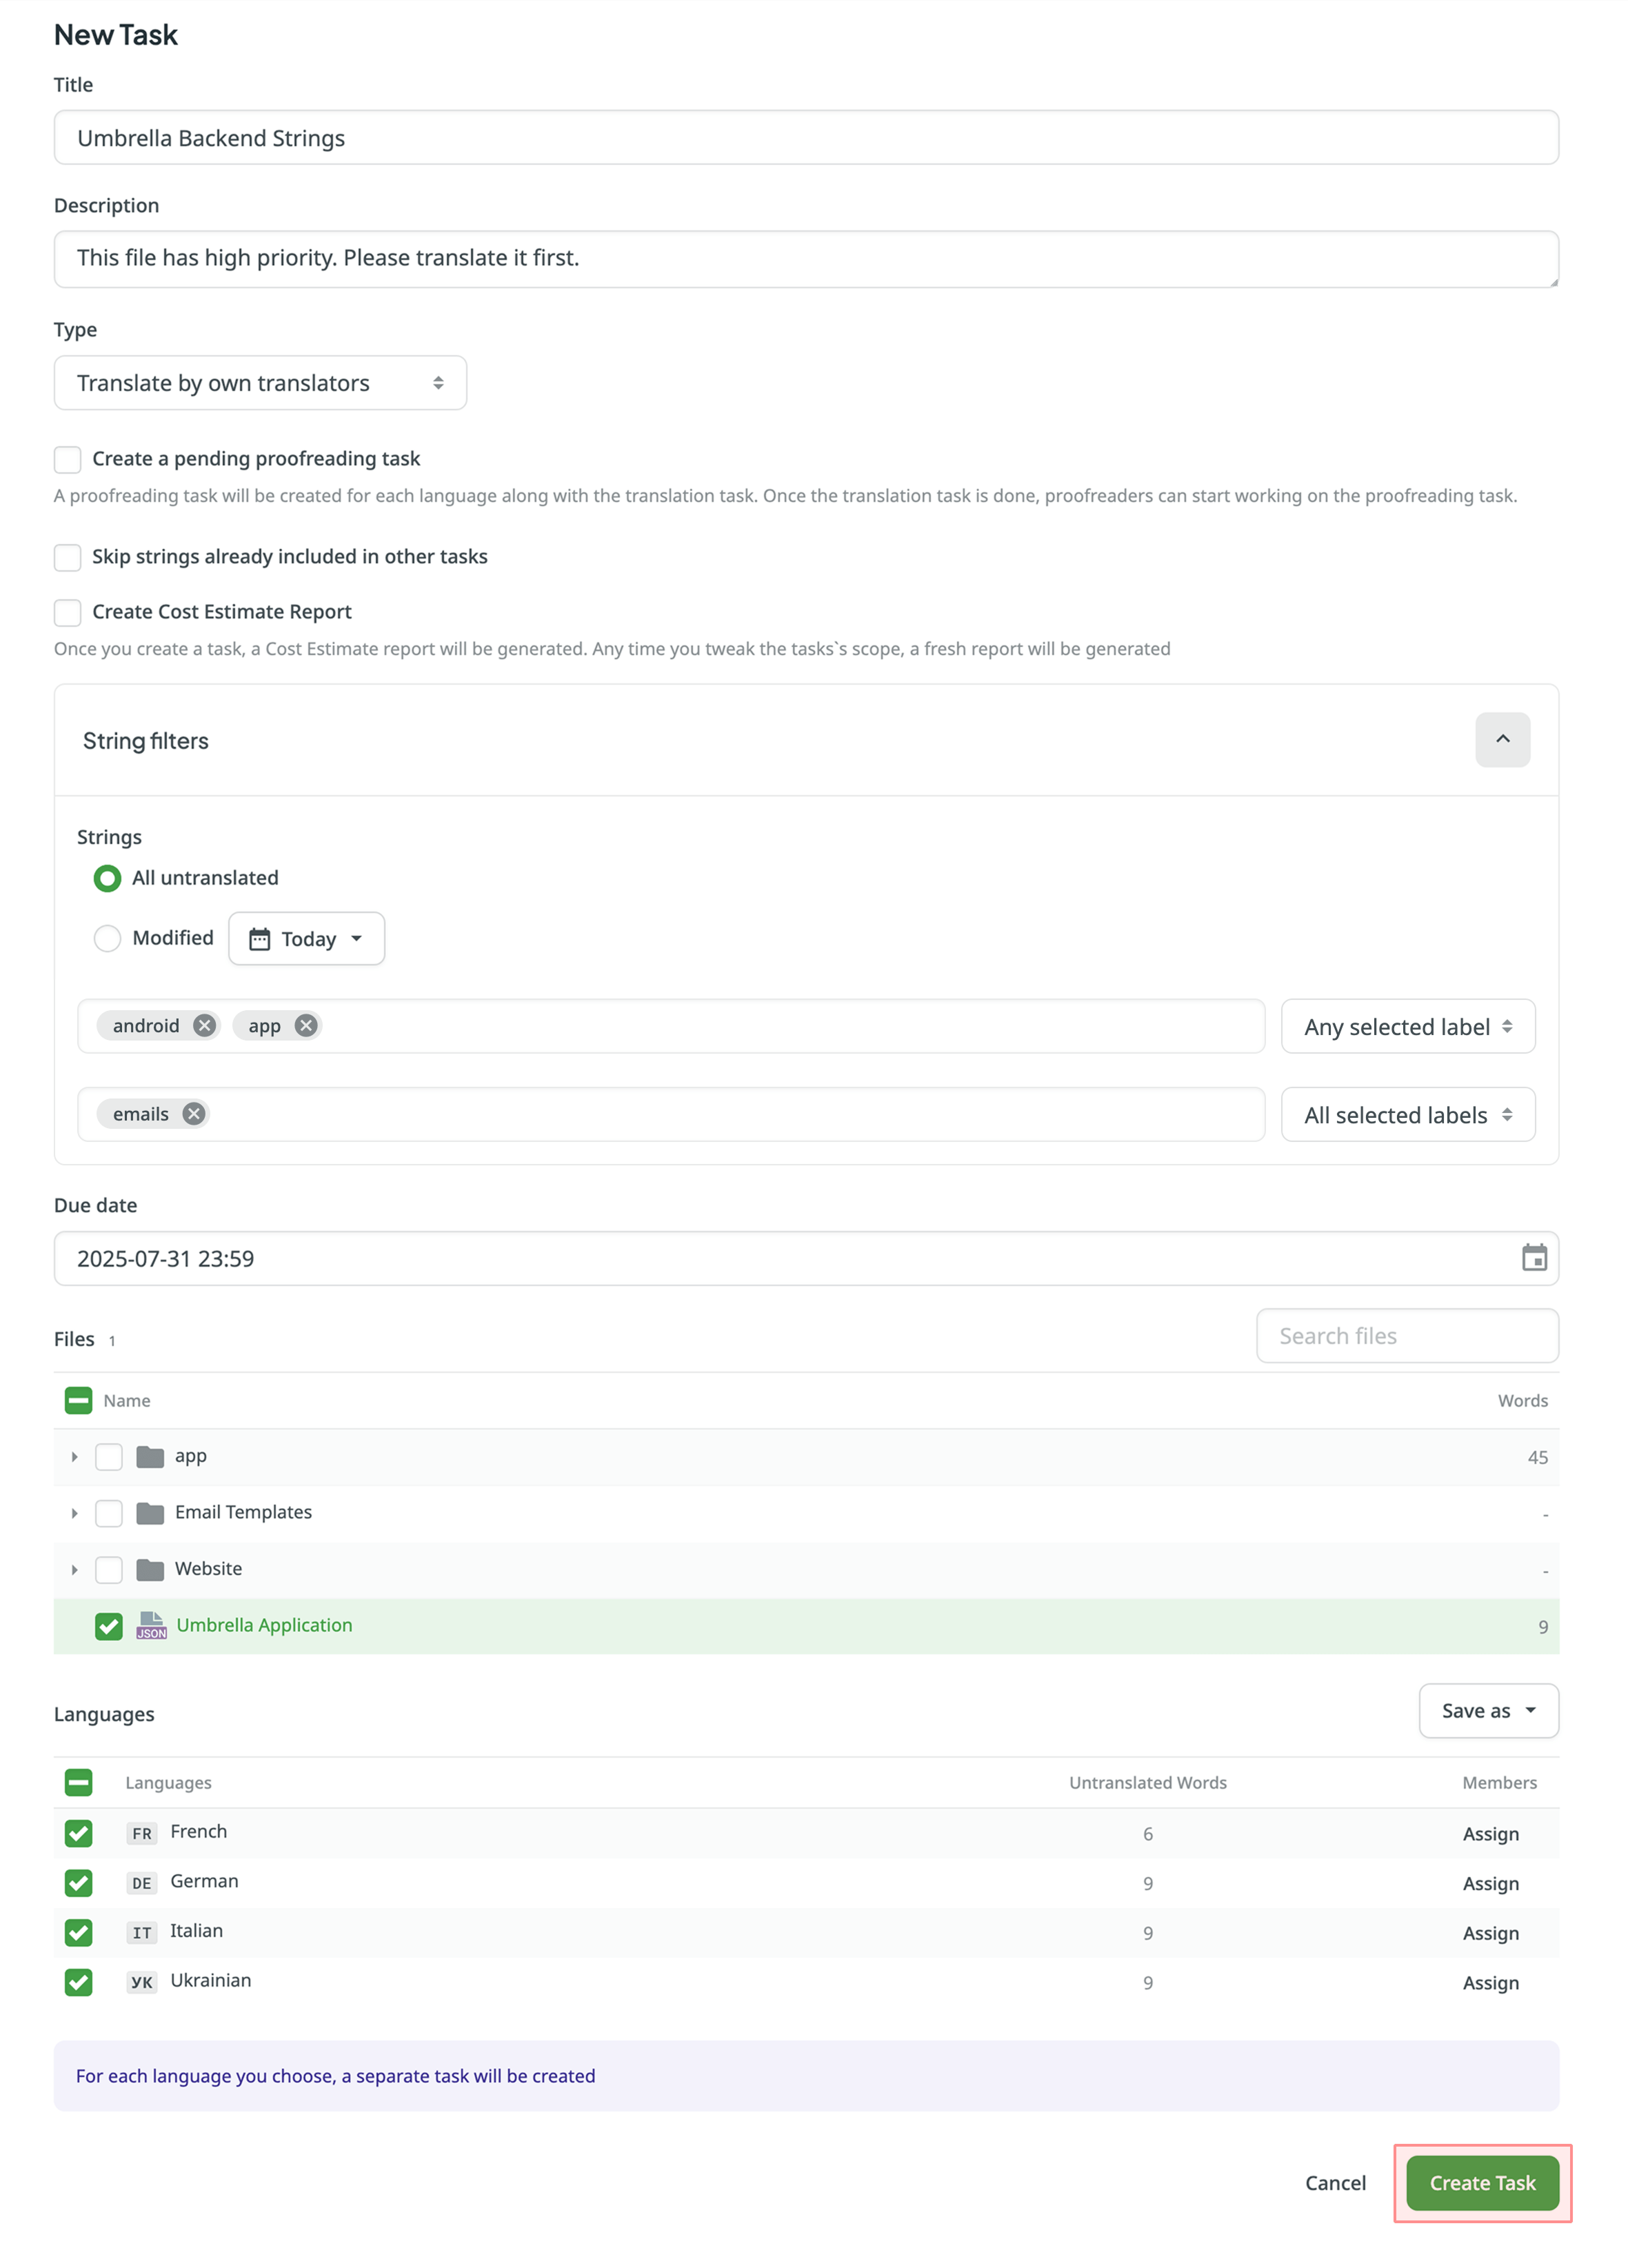 New Task
Title
Umbrella Backend Strings
Description
This file has high priority. Please translate it first.
Type
Translate by own translators
Create a pending proofreading task
A proofreading task will be created for each language along with the translation task. Once the translation task is done, proofreaders can start working on the proofreading task.
Skip strings already included in other tasks
Create Cost Estimate Report
Once you create a task, a Cost Estimate report will be generated. Any time you tweak the tasks`s scope, a fresh report will be generated
String filters
Strings
All untranslated
Modified Today
android app Any selected label
emails All selected labels
Due date
2025-07-31 23:59
Files 1 Search files
Name Words
app 45
Email Templates -
Website -
JSON Umbrella Application 9
Languages Save as
Languages Untranslated Words Members
FR French 6 Assign
DE German 9 Assign
IT Italian 9 Assign
УК Ukrainian 9 Assign
For each language you choose, a separate task will be created
Cancel Create Task